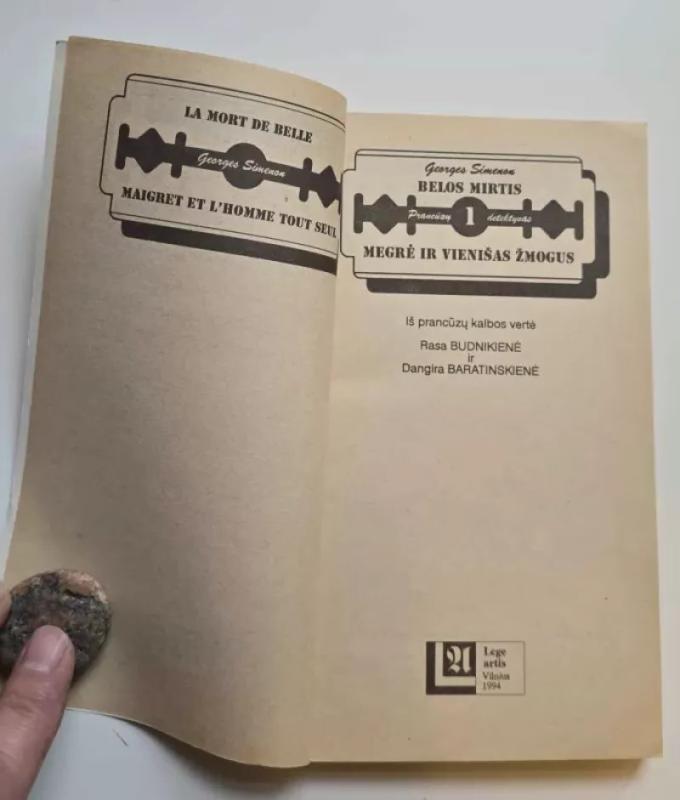 LA MORT DE BELLE
Georges Simenon
MAIGRET ET L'HOMME TOUT SEUL
Georges Simenon
BELOS MIRTIS
Prancūzų 1 detektyvas
MEGRĖ IR VIENIŠAS ŽMOGUS
Iš prancūzų kalbos vertė
Rasa BUDNIKIENĖ
ir
Dangira BARATINSKIENĖ
Lege
artis
Vilnius
1994